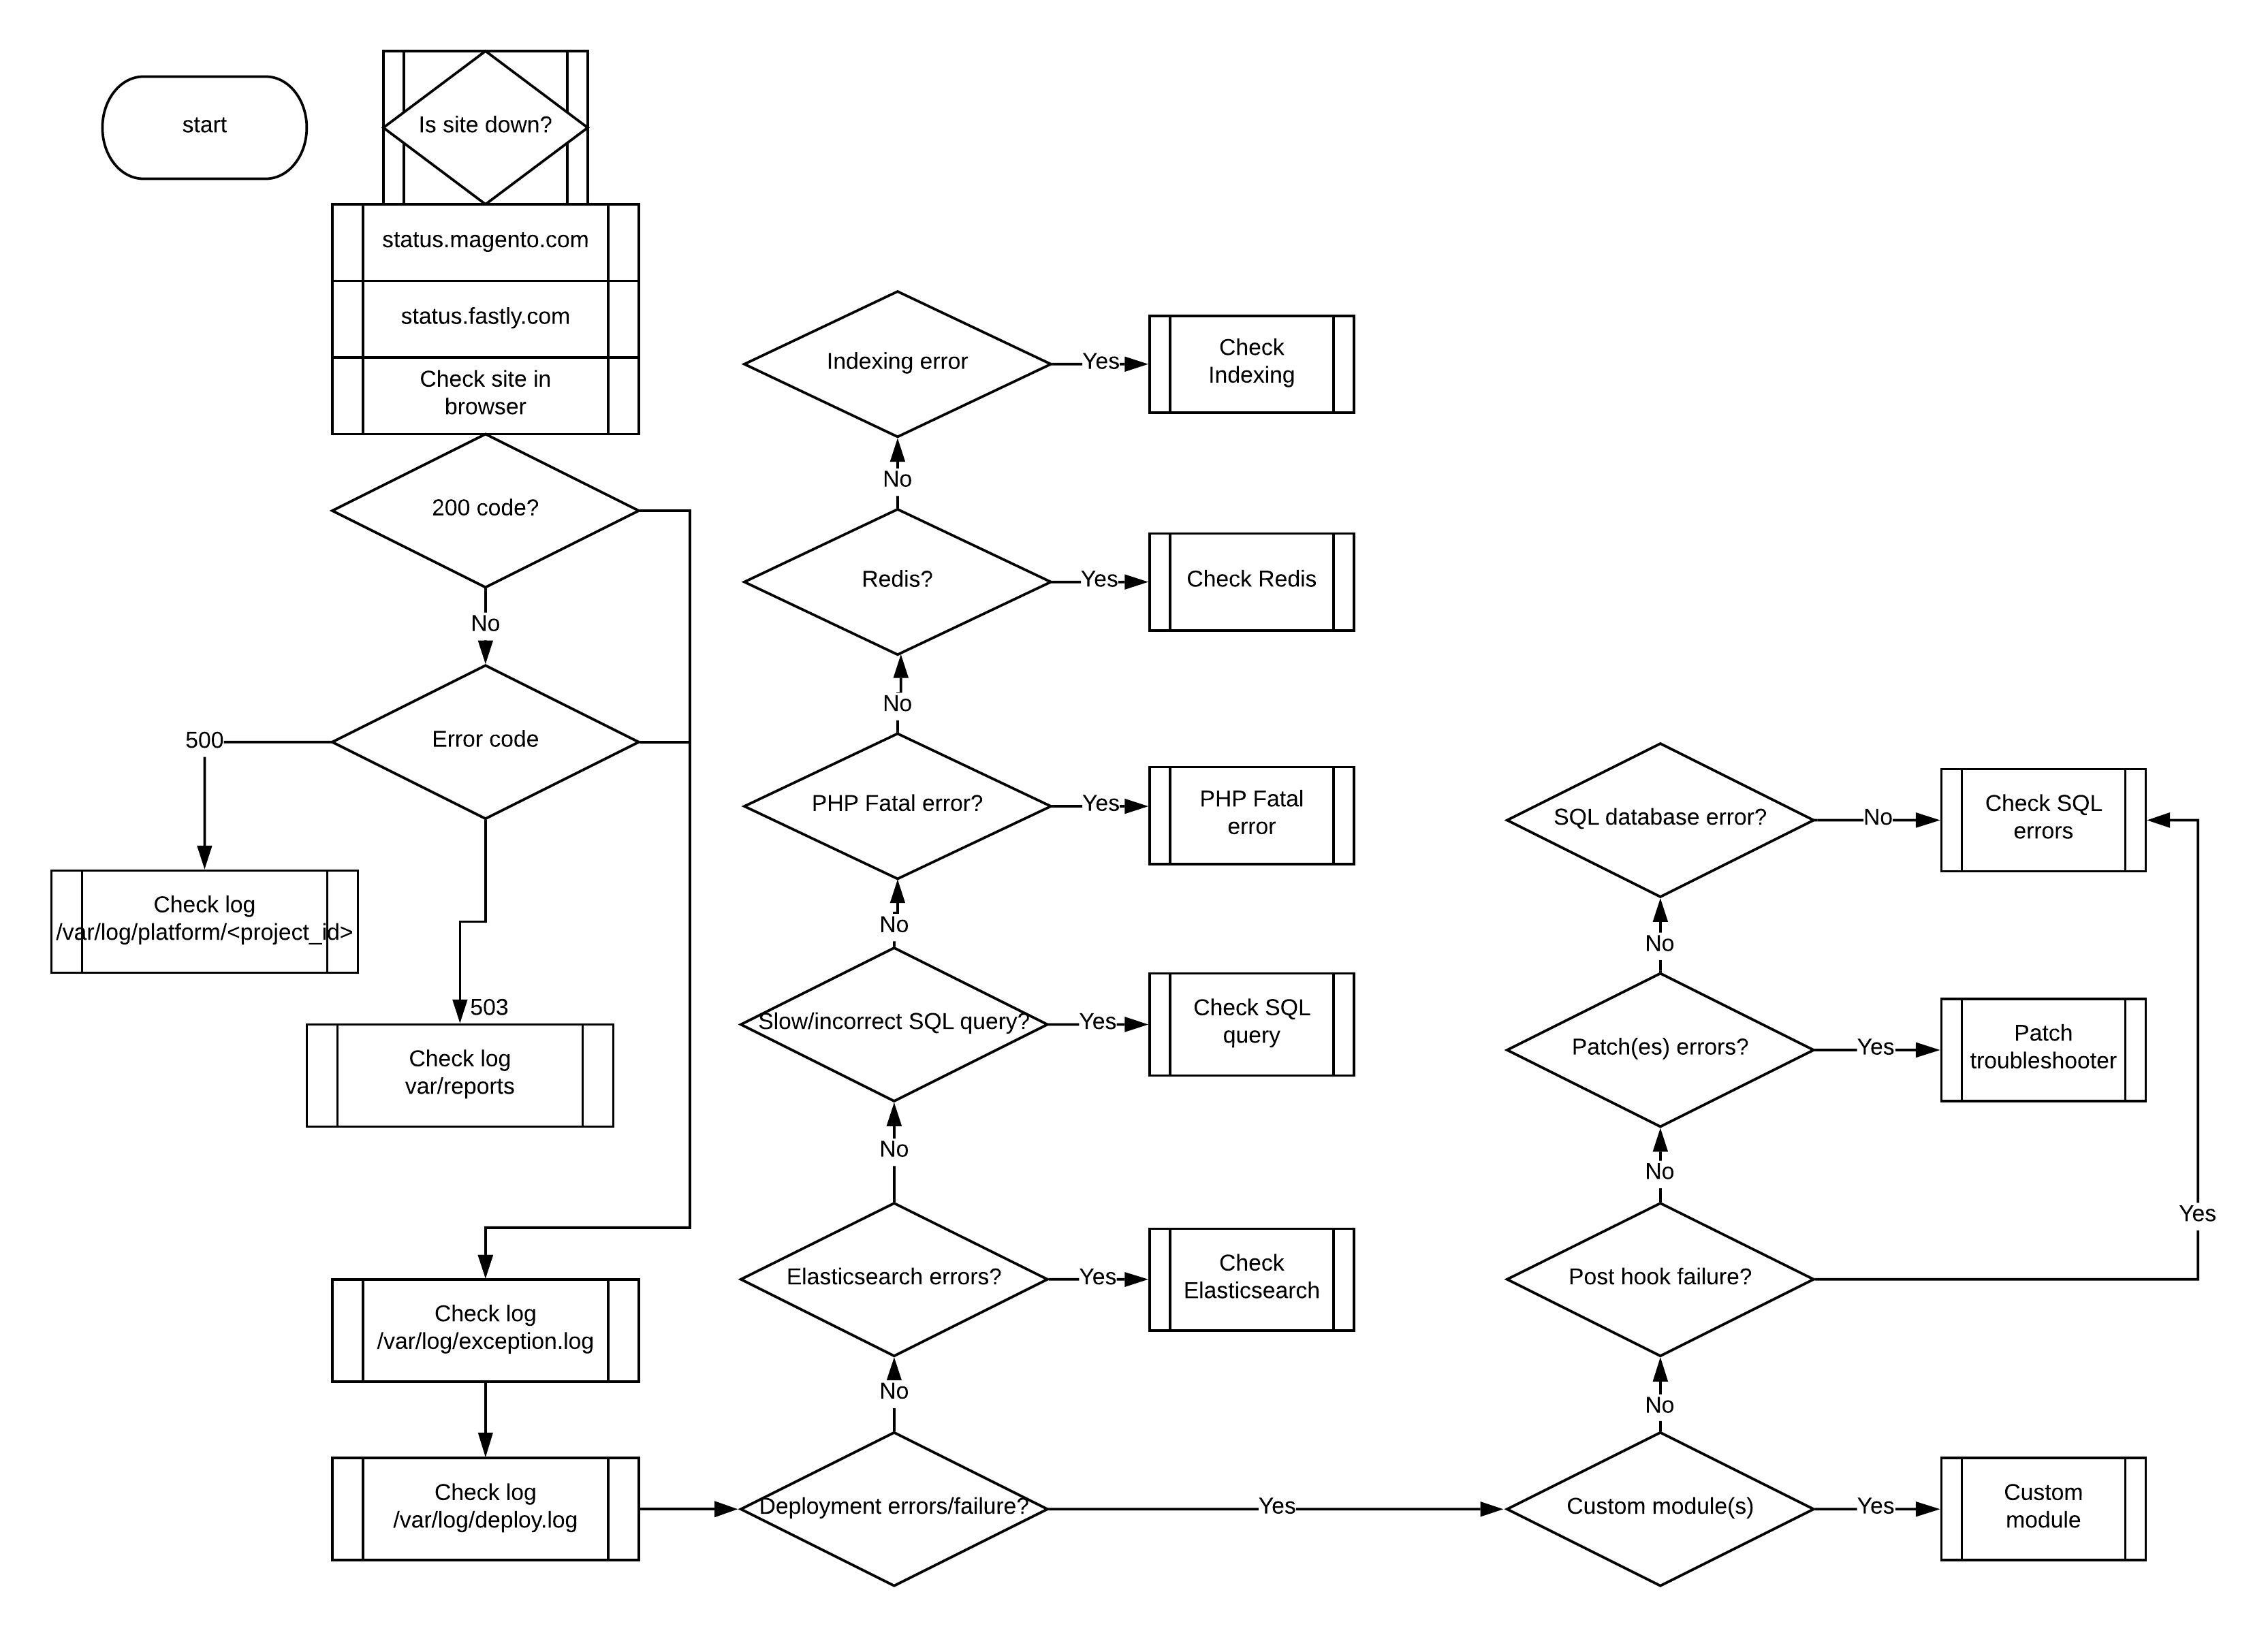 start
Is site down?
status.magento.com
status.fastly.com
Check site in
browser
200 code?
No
Error code
500
Check log
/var/log/platform/<project_id>
503
Check log
var/reports
Check log
/var/log/exception.log
Check log
/var/log/deploy.log
Indexing error
Yes
Check
Indexing
No
Redis?
Yes
Check Redis
No
PHP Fatal error?
Yes
PHP Fatal
error
No
Slow/incorrect SQL query?
Yes
Check SQL
query
No
Elasticsearch errors?
Yes
Check
Elasticsearch
No
Deployment errors/failure?
Yes
SQL database error?
No
Check SQL
errors
No
Patch(es) errors?
Yes
Patch
troubleshooter
No
Post hook failure?
Yes
No
Custom module(s)
Yes
Custom
module